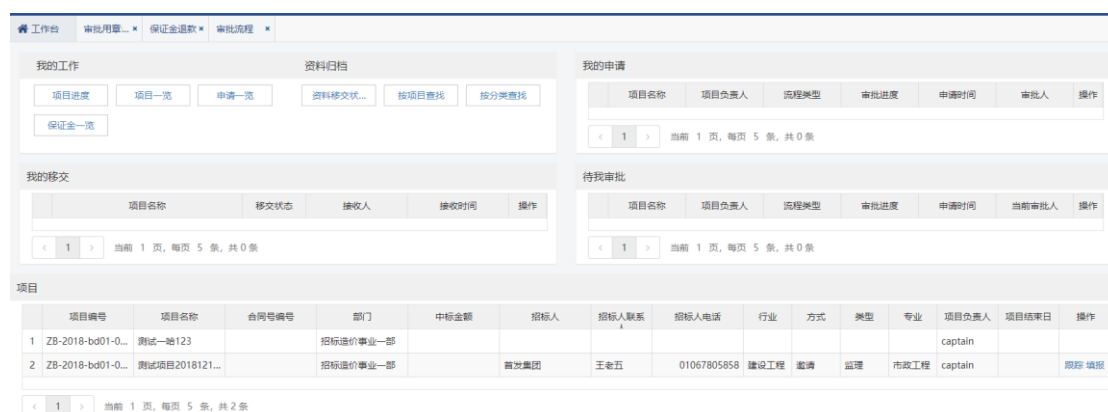 工作台 审批用章... × 保证金退款 × 审批流程 ×
我的工作 资料归档
项目进度 项目一览 申请一览 资料移交状... 按项目查找 按分类查找
保证金一览
我的申请
项目名称 项目负责人 流程类型 审批进度 申请时间 审批人 操作
< 1 > 当前 1 页, 每页 5 条, 共 0 条
我的移交
项目名称 移交状态 接收人 接收时间 操作
< 1 > 当前 1 页, 每页 5 条, 共 0 条
待我审批
项目名称 项目负责人 流程类型 审批进度 申请时间 当前审批人 操作
< 1 > 当前 1 页, 每页 5 条, 共 0 条
项目
项目编号 项目名称 合同号编号 部门 中标金额 招标人 招标人联系 招标人电话 行业 方式 类型 专业 项目负责人 项目结束日 操作
1 ZB-2018-bd01-0... 测试一哈123 招标造价事业一部 captain
2 ZB-2018-bd01-0... 测试项目2018121... 招标造价事业一部 首发集团 王老五 01067805858 建设工程 邀请 监理 市政工程 captain 跟踪 填报
< 1 > 当前 1 页, 每页 5 条, 共 2 条